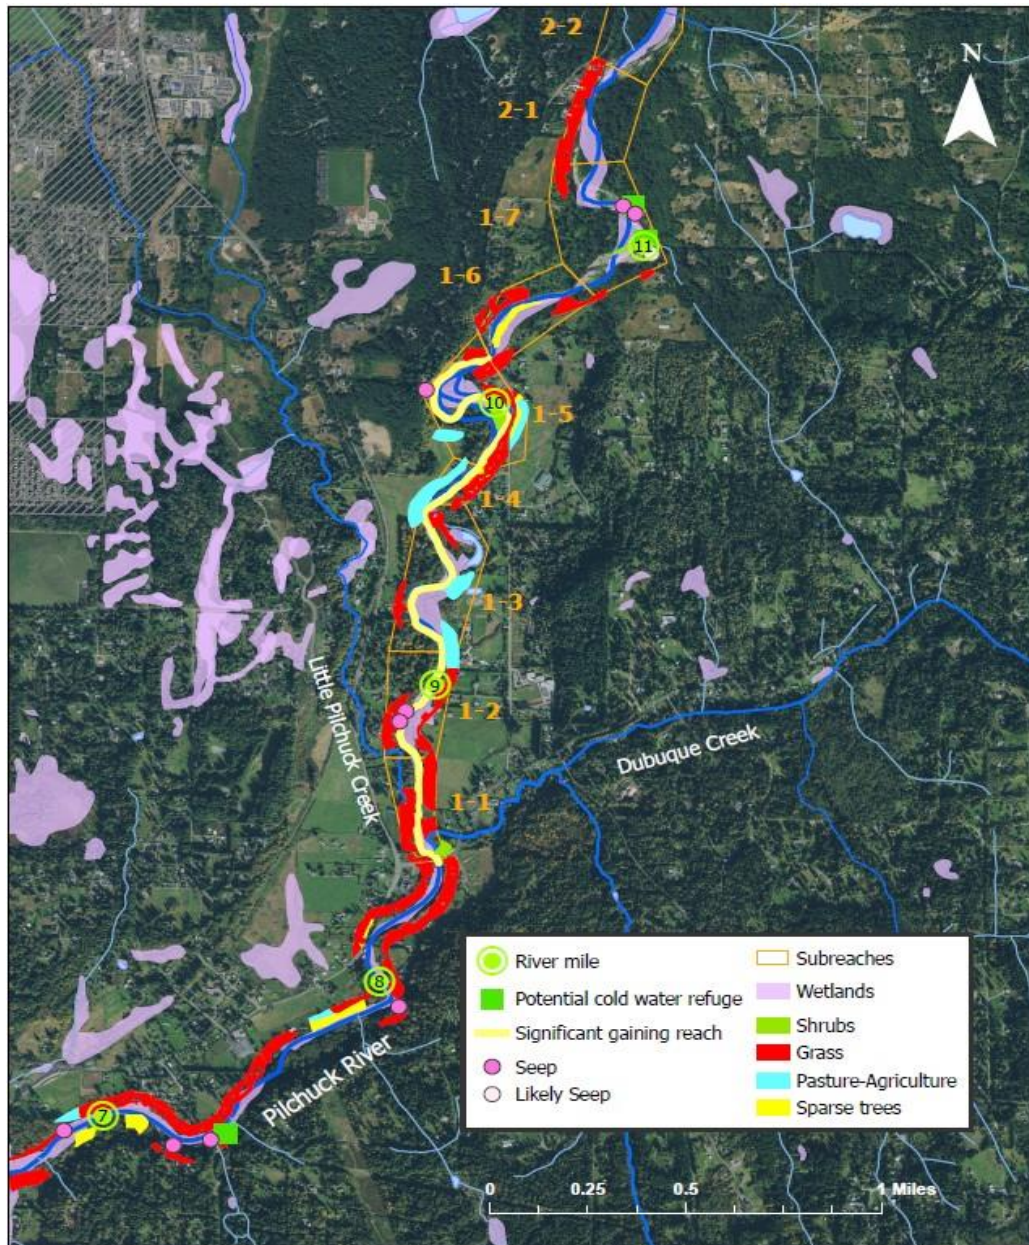 2-2
N
2-1
1-7
11
1-6
10
1-5
1-4
1-3
Little Pilchuck Creek
9
1-2
Dubuque Creek
1-1
8
Pilchuck River
7
River mile
Potential cold water refuge
Significant gaining reach
Seep
Likely Seep
Subreaches
Wetlands
Shrubs
Grass
Pasture-Agriculture
Sparse trees
0 0.25 0.5 1 Miles